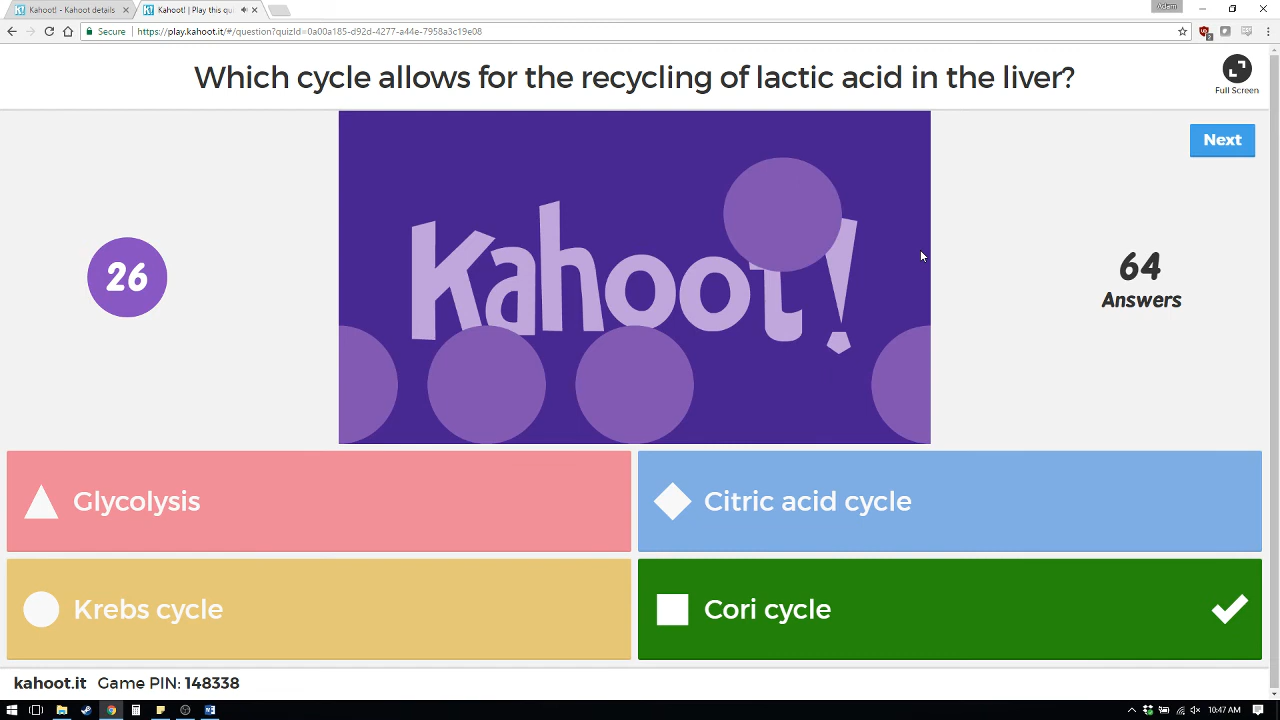 Kahoot! - Kahoot details
Kahoot! | Play this qu
Adam
Secure
https://play.kahoot.it/#/question?quizId=0a00a185-d92d-4277-a44e-7958a3c19e08
Which cycle allows for the recycling of lactic acid in the liver?
Full Screen
Next
Kahoot!
26
64
Answers
Glycolysis
Citric acid cycle
Krebs cycle
Cori cycle
kahoot.it Game PIN: 148338
10:47 AM